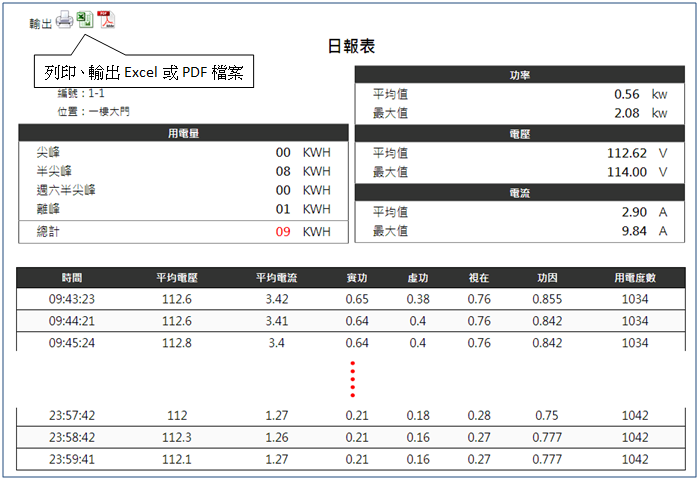 輸出
日報表
列印、輸出 Excel 或 PDF 檔案
編號：1-1
位置：一樓大門
用電量
尖峰 00 KWH
半尖峰 08 KWH
週六半尖峰 00 KWH
離峰 01 KWH
總計 09 KWH
功率
平均值 0.56 kw
最大值 2.08 kw
電壓
平均值 112.62 V
最大值 114.00 V
電流
平均值 2.90 A
最大值 9.84 A
時間 平均電壓 平均電流 實功 虛功 視在 功因 用電度數
09:43:23 112.6 3.42 0.65 0.38 0.76 0.855 1034
09:44:21 112.6 3.41 0.64 0.4 0.76 0.842 1034
09:45:24 112.8 3.4 0.64 0.4 0.76 0.842 1034
23:57:42 112 1.27 0.21 0.18 0.28 0.75 1042
23:58:42 112.3 1.26 0.21 0.16 0.27 0.777 1042
23:59:41 112.1 1.27 0.21 0.16 0.27 0.777 1042